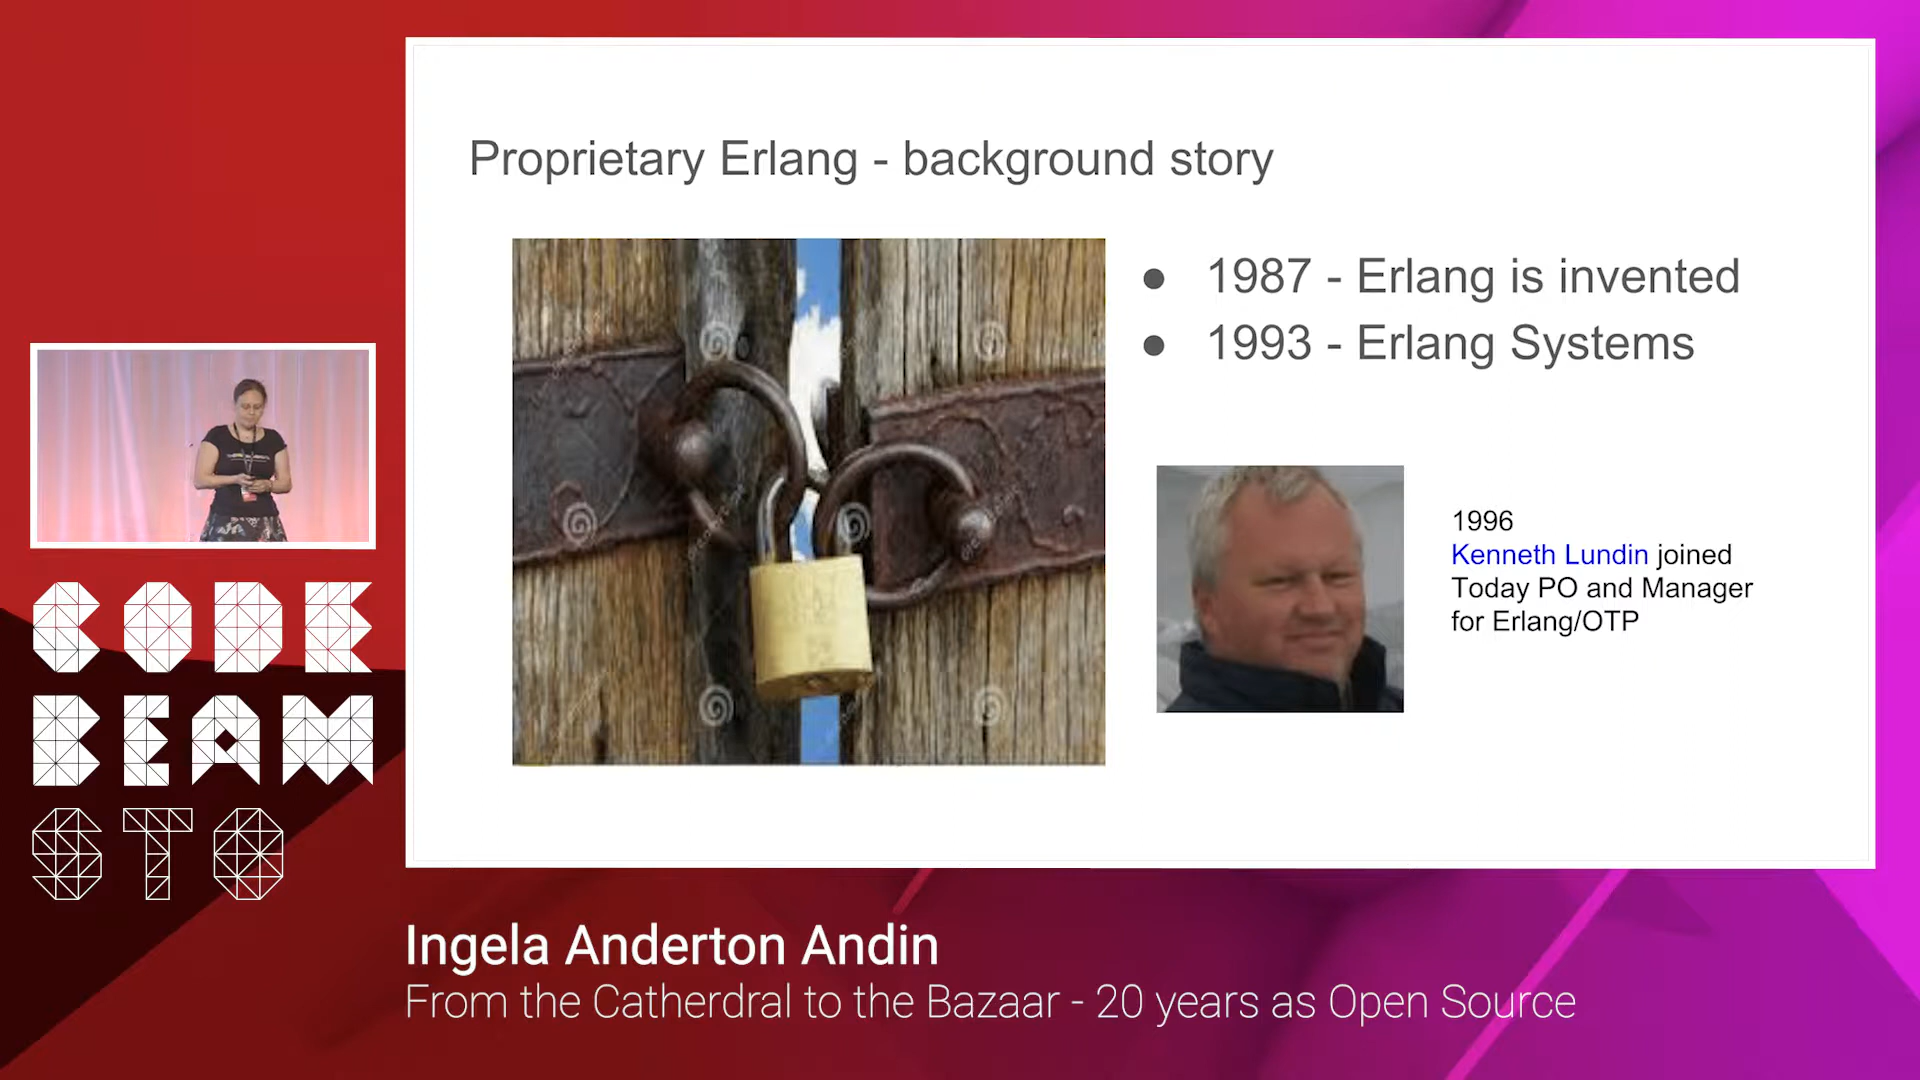 Proprietary Erlang - background story
● 1987 - Erlang is invented
● 1993 - Erlang Systems
1996
Kenneth Lundin joined
Today PO and Manager
for Erlang/OTP
CODE
BEAM
STO
Ingela Anderton Andin
From the Catherdral to the Bazaar - 20 years as Open Source